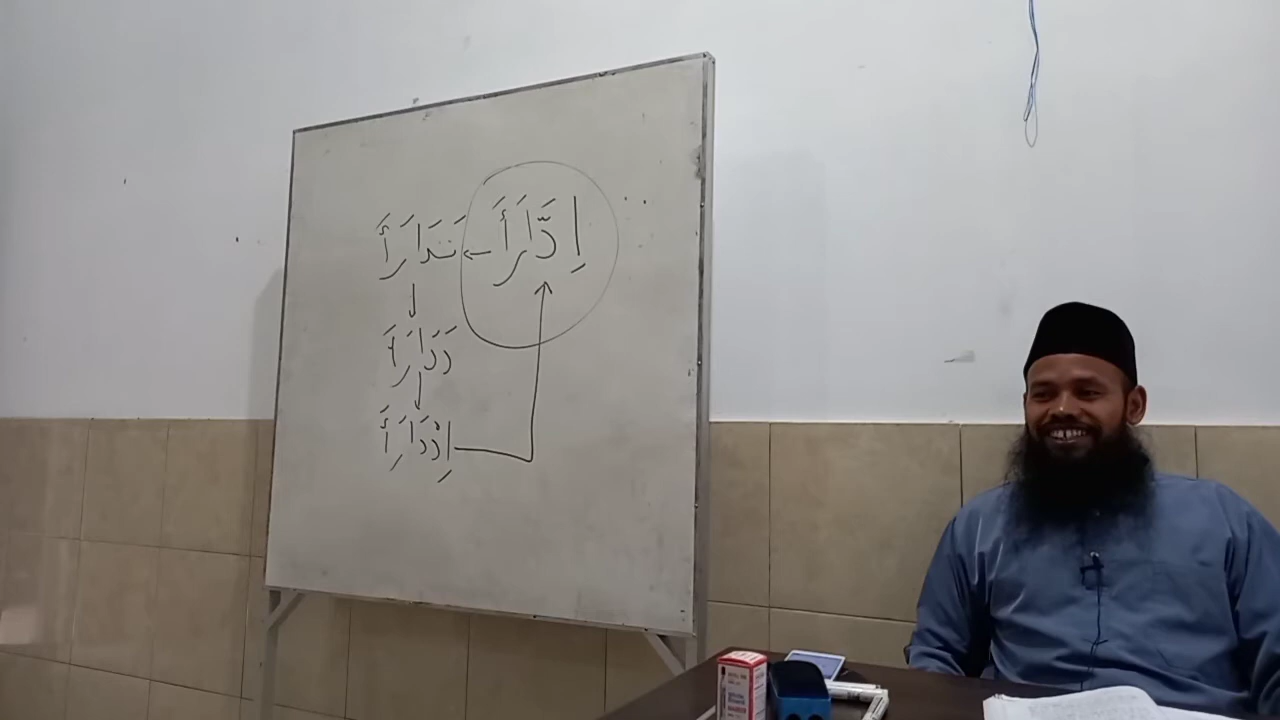 اِدَّارَأَ ← تَدَارَأَ
↓
دَدَارَأَ
↓
اِدْدَارَأَ